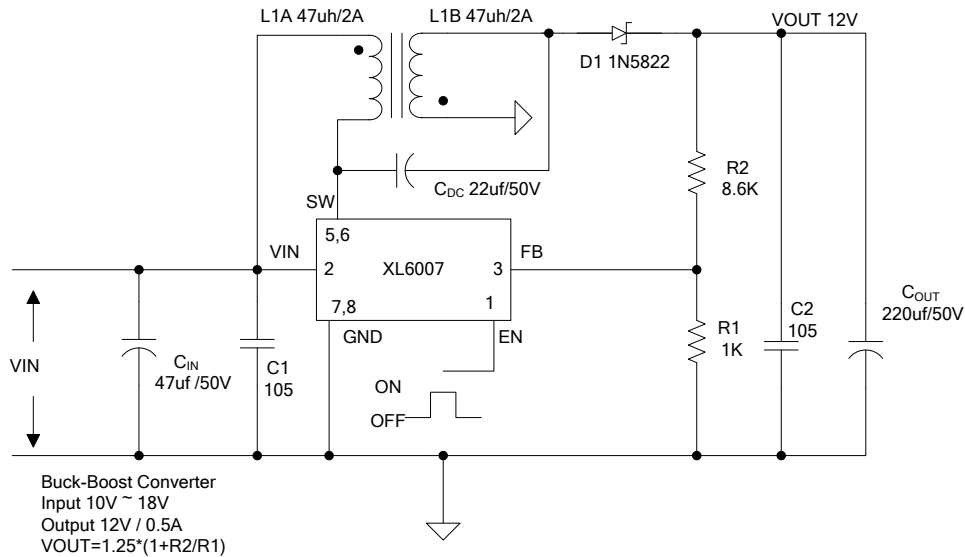 L1A 47uh/2A
L1B 47uh/2A
VOUT 12V
D1 1N5822
R2
8.6K
CDC 22uf/50V
SW
5,6
VIN
2
XL6007
3
FB
7,8
1
GND
EN
VIN
CIN
47uf /50V
C1
105
ON
OFF
R1
1K
C2
105
COUT
220uf/50V
Buck-Boost Converter
Input 10V ~ 18V
Output 12V / 0.5A
VOUT=1.25*(1+R2/R1)